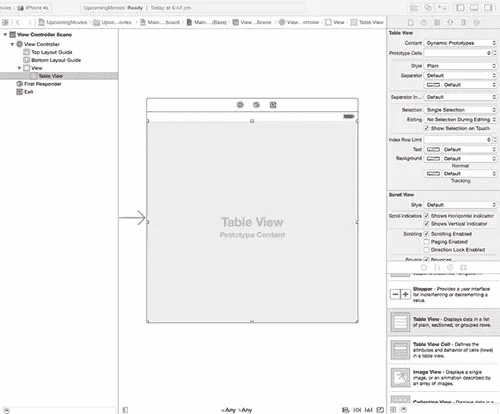 iPhone 4s
UpcomingMovies: Ready | Today at 6:42 pm
UpcomingMovies
Main....board
Main....(Base)
View...Scene
View...ntroller
View
Table View
View Controller Scene
View Controller
Top Layout Guide
Bottom Layout Guide
View
Table View
First Responder
Exit
Table View
Prototype Content
wAny hAny
Table View
Content Dynamic Prototypes
Prototype Cells
Style Plain
Separator Default
Default
Separator In... Default
Selection Single Selection
Editing No Selection During Editing
Show Selection on Touch
Index Row Limit
Text Default
Background Default
Normal
Default
Tracking
Scroll View
Style Default
Scroll Indicators Shows Horizontal Indicator
Shows Vertical Indicator
Scrolling Scrolling Enabled
Paging Enabled
Direction Lock Enabled
Bounce Bounces
Stepper - Provides a user interface
for incrementing or decrementing a
value.
Table View - Displays data in a list
of plain, sectioned, or grouped rows.
Table View Cell - Defines the
attributes and behavior of cells (rows)
in a table view.
Image View - Displays a single
image, or an animation described by
an array of images.
Collection View - Displays data in a